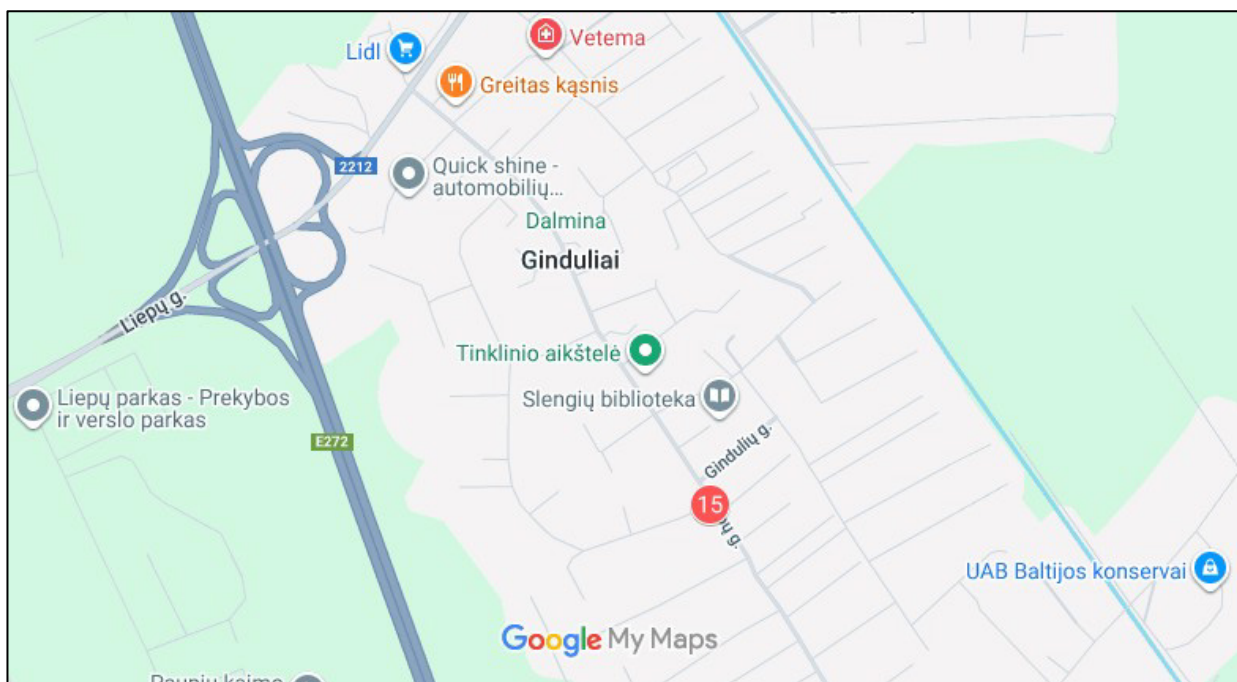 Vetema
Lidl
Greitas kąsnis
2212
Quick shine -
automobilių...
Dalmina
Ginduliai
Liepų g.
Tinklinio aikštelė
Slengių biblioteka
Liepų parkas - Prekybos
ir verslo parkas
E272
Gindulių g.
15
UAB Baltijos konservai
Google My Maps